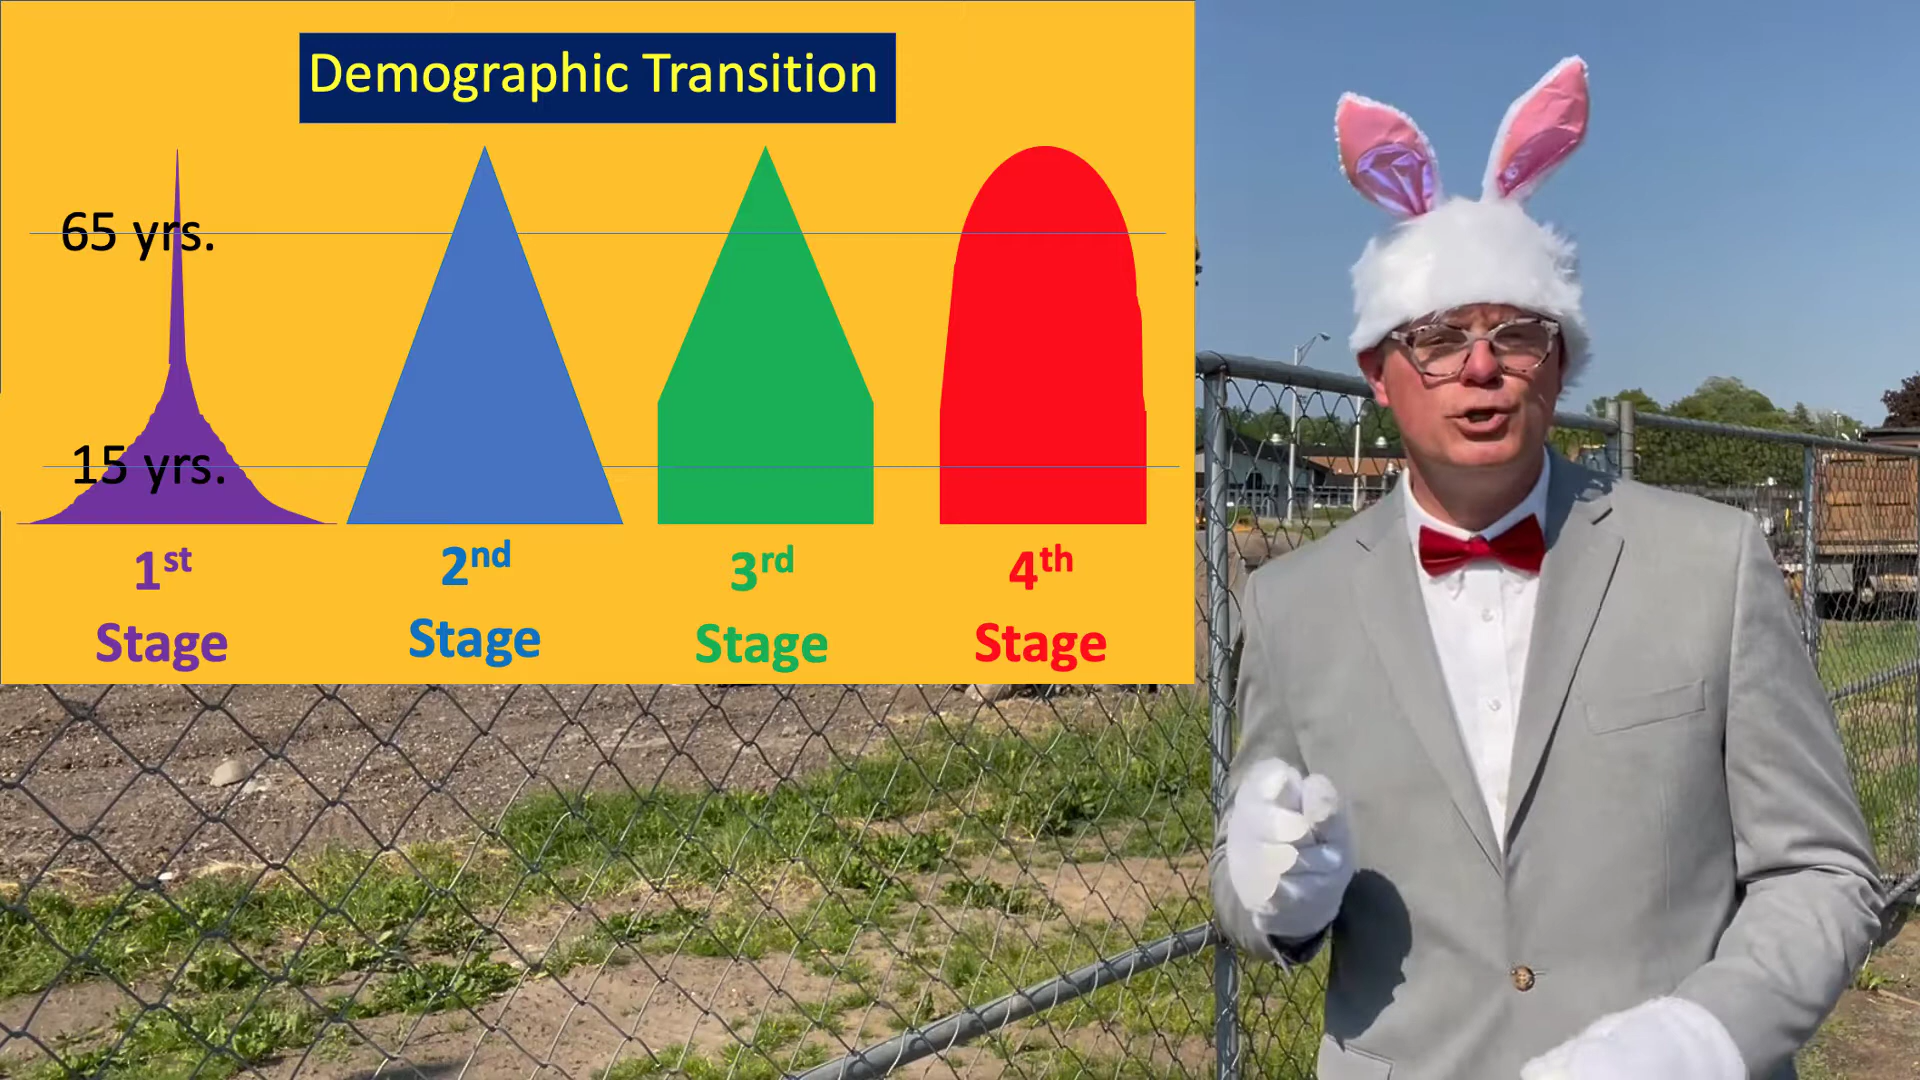 Demographic Transition
65 yrs.
15 yrs.
1st
Stage
2nd
Stage
3rd
Stage
4th
Stage